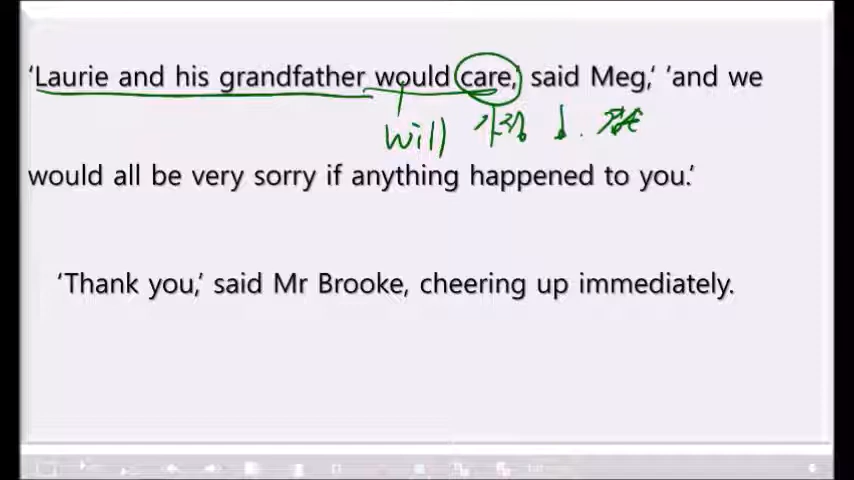 ‘Laurie and his grandfather would care,’ said Meg,’ ‘and we
will
would all be very sorry if anything happened to you.’
‘Thank you,’ said Mr Brooke, cheering up immediately.